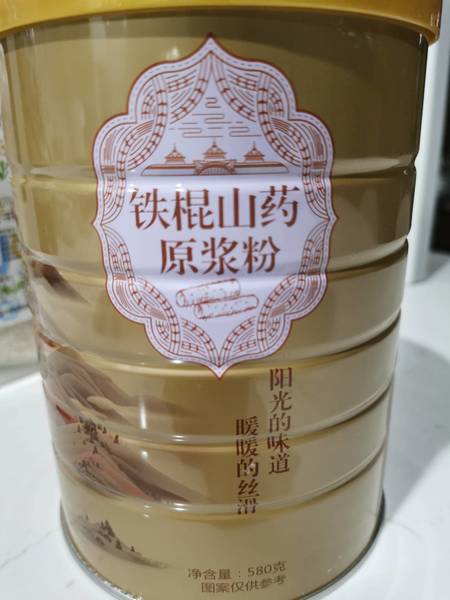 铁棍山药
原浆粉
阳光的味道
暖暖的丝滑
净含量：580克
图案仅供参考